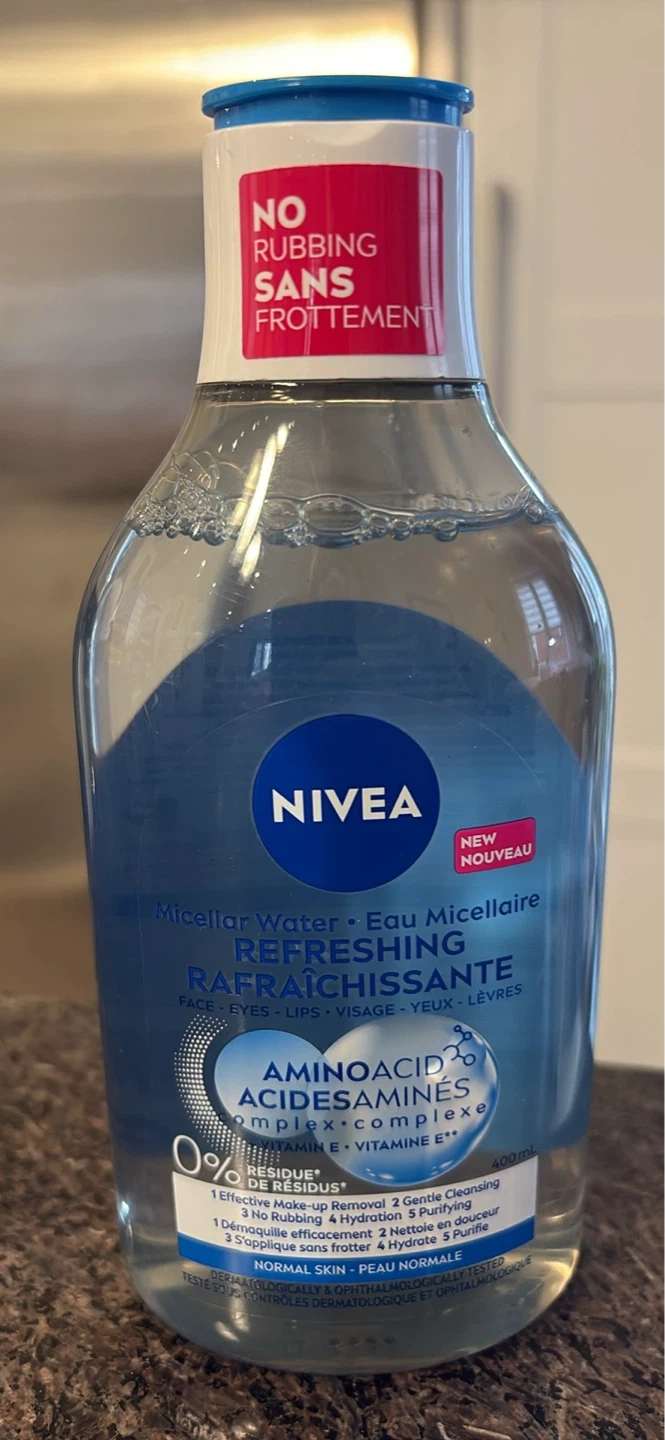 NO
RUBBING
SANS
FROTTEMENT
NIVEA
NEW
NOUVEAU
Micellar Water • Eau Micellaire
REFRESHING
RAFRAÎCHISSANTE
FACE - EYES - LIPS • VISAGE - YEUX - LÈVRES
AMINOACID
ACIDESAMINÉS
complex • complexe
VITAMIN E • VITAMINE E**
400 mL
0% RESIDUE*
DE RÉSIDUS*
1 Effective Make-up Removal 2 Gentle Cleansing
3 No Rubbing 4 Hydration 5 Purifying
1 Démaquille efficacement 2 Nettoie en douceur
3 S'applique sans frotter 4 Hydrate 5 Purifie
NORMAL SKIN - PEAU NORMALE
DERMATOLOGICALLY & OPHTHALMOLOGICALLY TESTED
TESTÉ SOUS CONTRÔLES DERMATOLOGIQUE ET OPHTALMOLOGIQUE